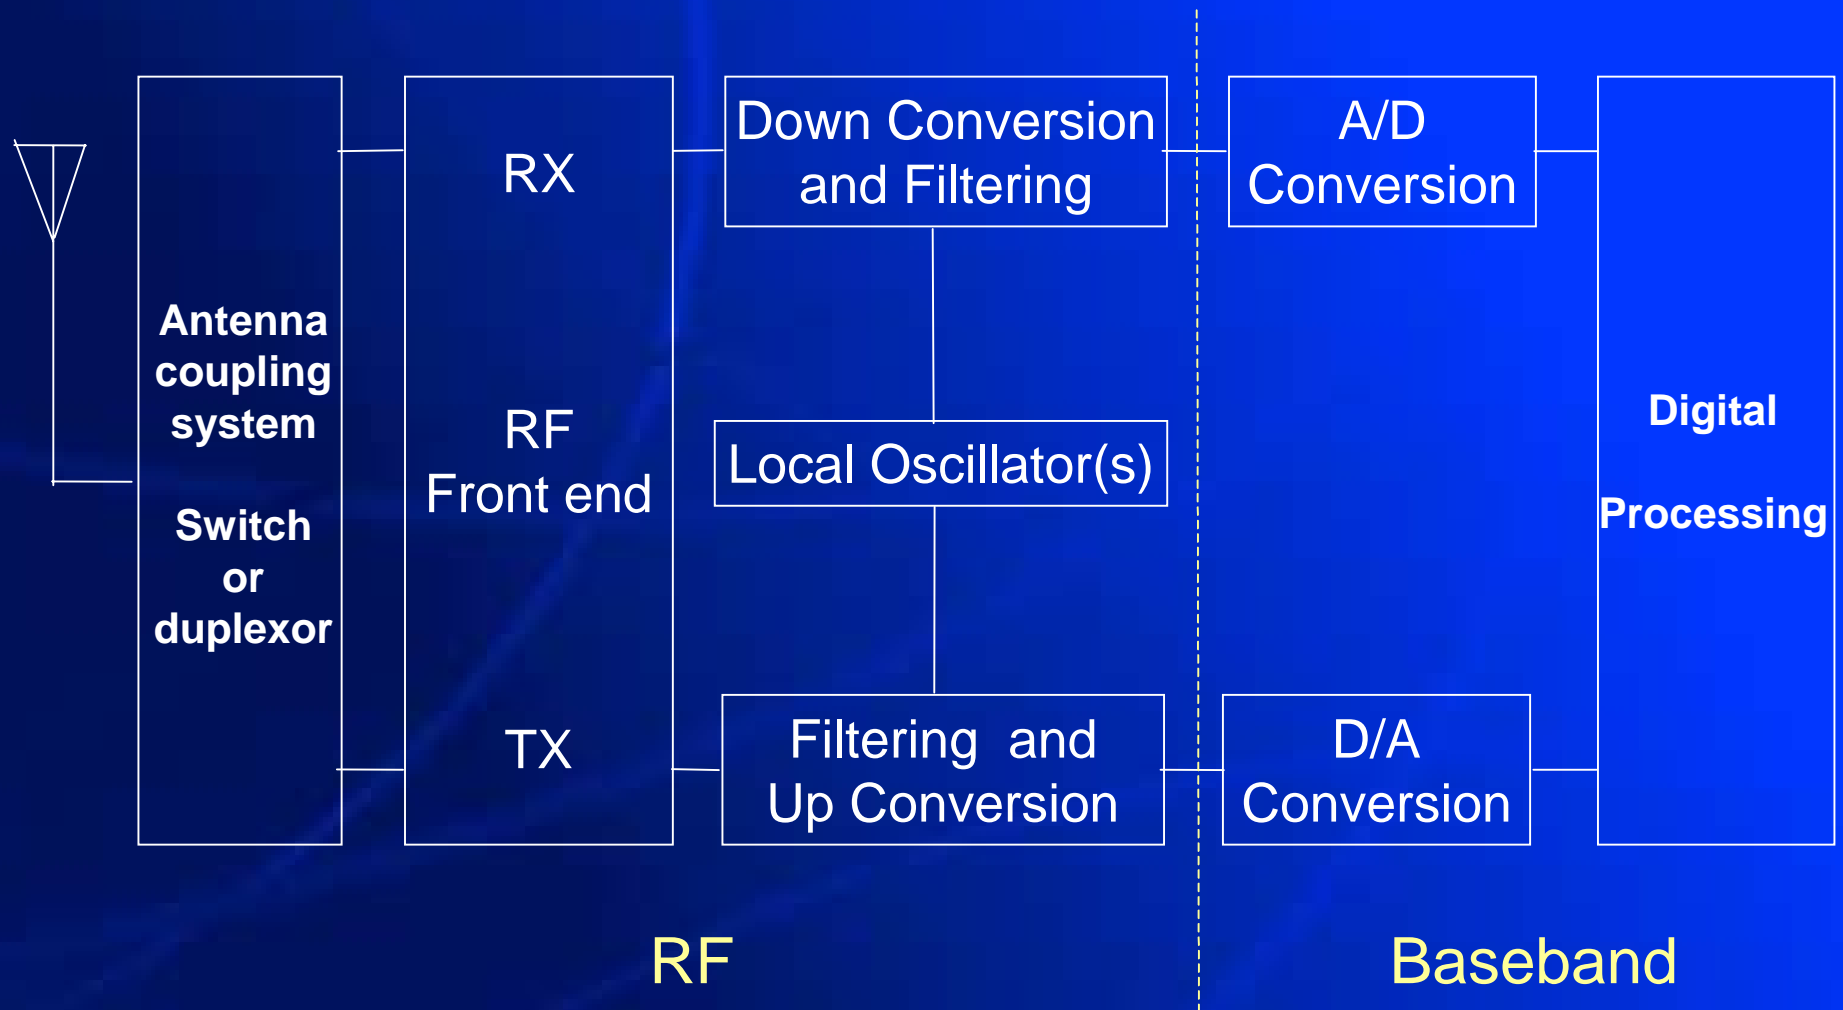 Antenna
coupling
system
Switch
or
duplexor
RX
RF
Front end
TX
Down Conversion
and Filtering
Local Oscillator(s)
Filtering and
Up Conversion
A/D
Conversion
D/A
Conversion
Digital
Processing
RF
Baseband